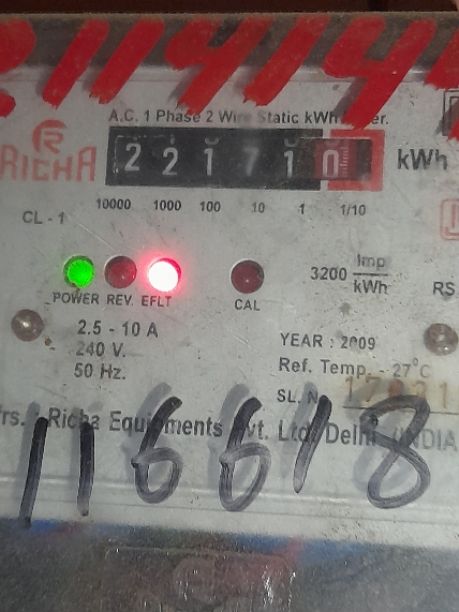 211414
A.C. 1 Phase 2 Wire Static kWh
R
RICHA
221710 kWh
CL - 1
10000 1000 100 10 1 1/10
3200 Imp/kWh
POWER REV. EFLT CAL
RS
2.5 - 10 A
240 V.
50 Hz.
YEAR : 2009
Ref. Temp. - 27°C
SL. N
Richa Equipments Pvt. Ltd. Delhi (INDIA
116618